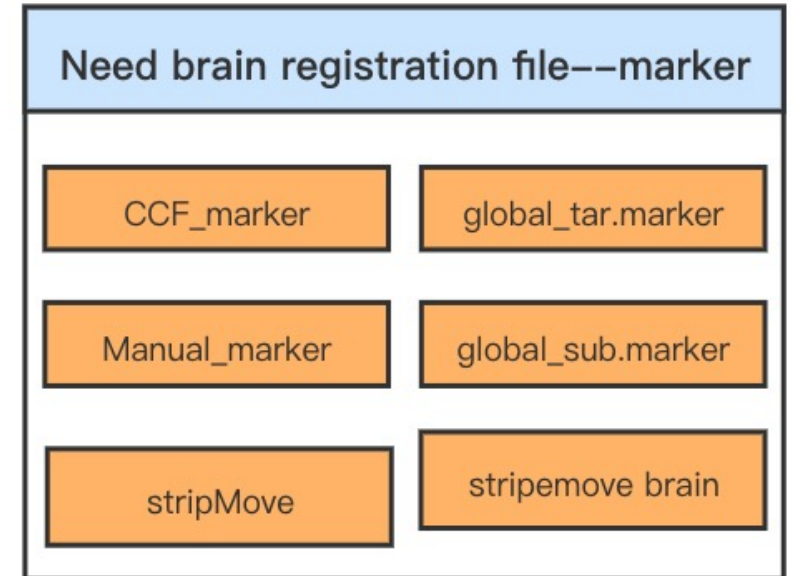 Need brain registration file--marker
CCF_marker
global_tar.marker
Manual_marker
global_sub.marker
stripMove
stripemove brain